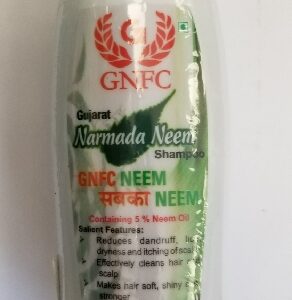 G
GNFC
Gujarat
Narmada Neem
Shampoo
GNFC NEEM
सबका NEEM
Containing 5 % Neem Oil
Salient Features:
Reduces dandruff,
dryness and itching of
Effectively cleans hair
scalp
Makes hair soft, shiny
stronger